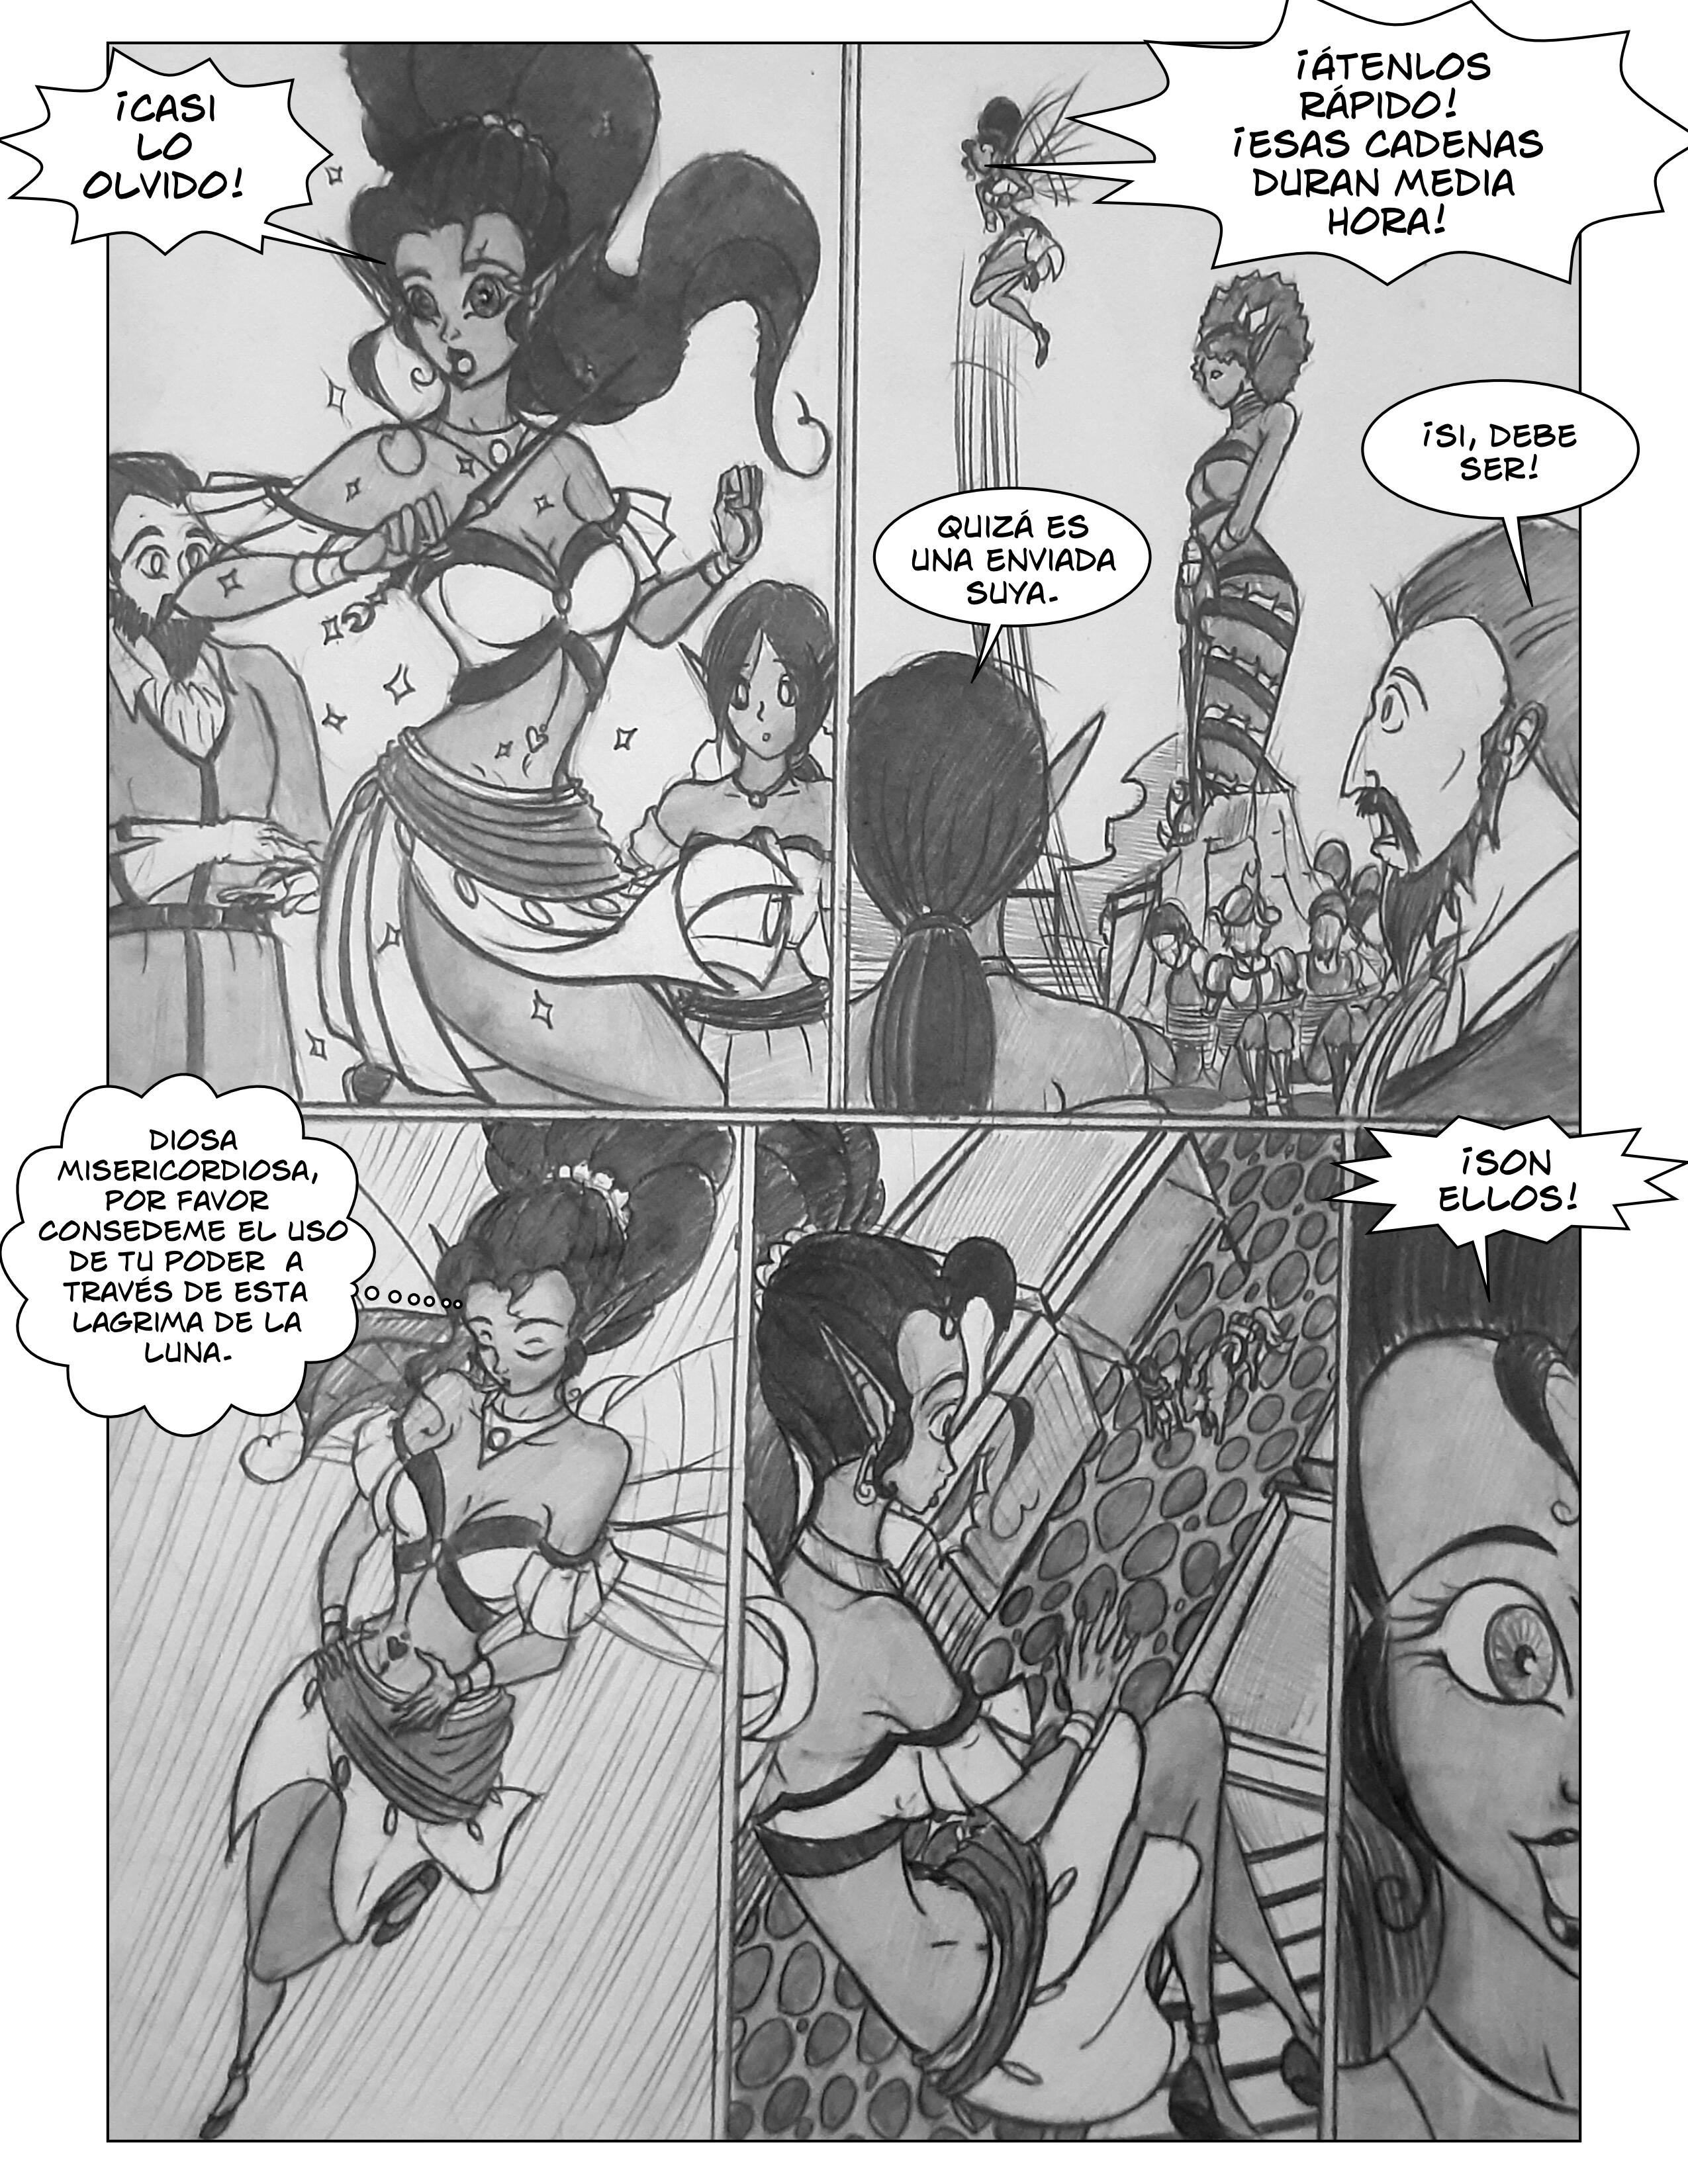 ¡CASI
LO
OLVIDO!
¡ÁTENLOS
RÁPIDO!
¡ESAS CADENAS
DURAN MEDIA
HORA!
QUIZÁ ES
UNA ENVIADA
SUYA.
¡SI, DEBE
SER!
DIOSA
MISERICORDIOSA,
POR FAVOR
CONSEDEME EL USO
DE TU PODER A
TRAVÉS DE ESTA
LAGRIMA DE LA
LUNA.
¡SON
ELLOS!